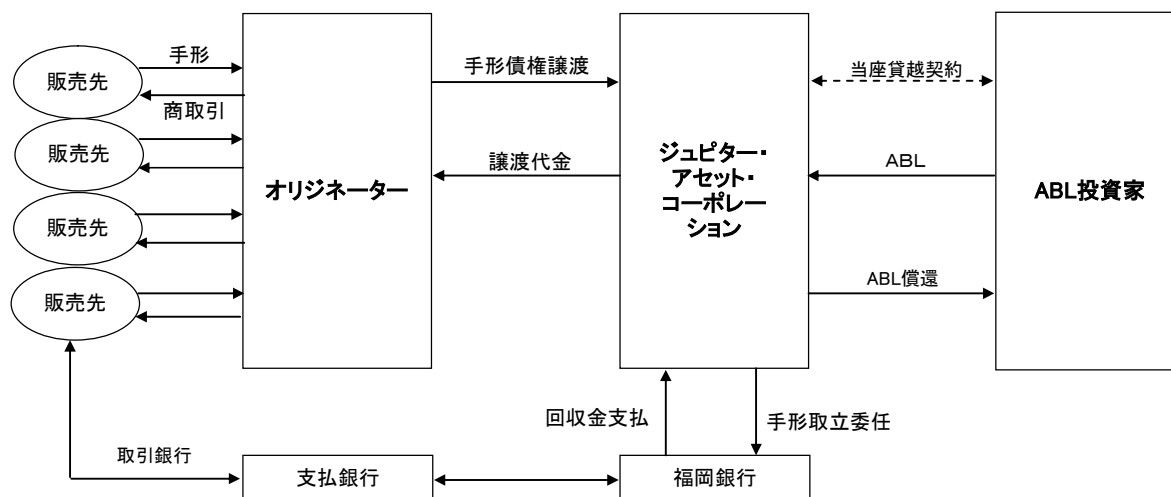 手形
販売先
商取引
販売先
販売先
販売先
オリジネーター
手形債権譲渡
譲渡代金
ジュピター・
アセット・
コーポレー
ション
当座貸越契約
ABL
ABL償還
ABL投資家
回収金支払
手形取立委任
取引銀行
支払銀行
福岡銀行